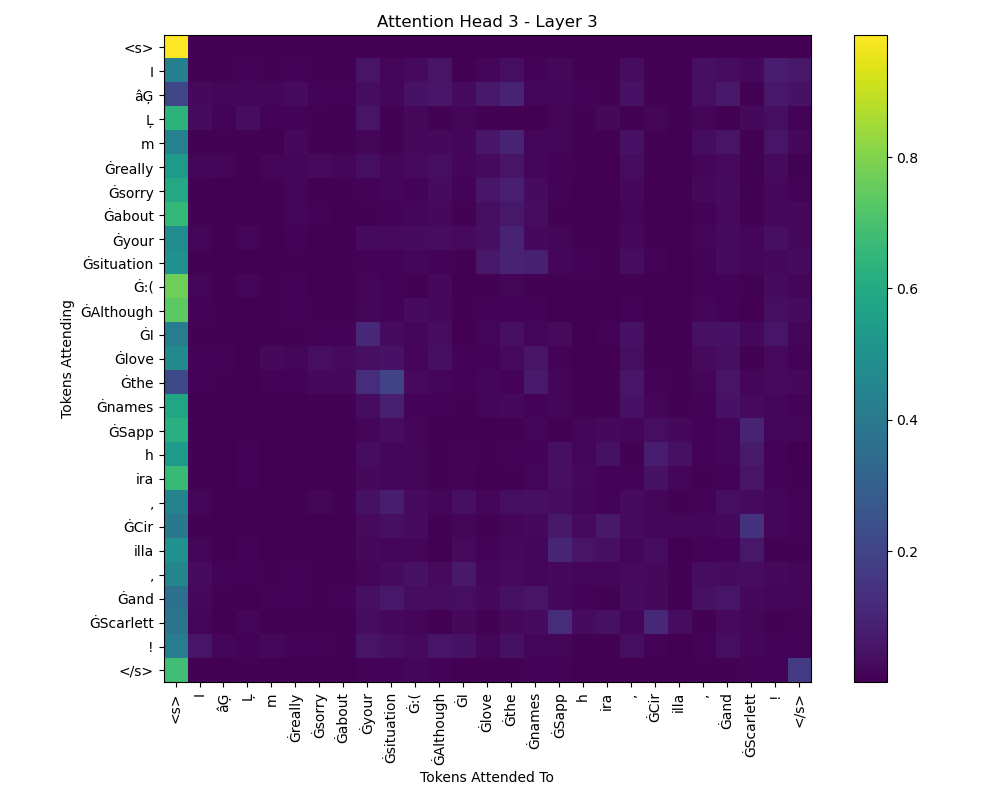 Attention Head 3 - Layer 3
<s>
I
âĢ
Ļ
m
Ġreally
Ġsorry
Ġabout
Ġyour
Ġsituation
Ġ:(
ĠAlthough
ĠI
Ġlove
Ġthe
Ġnames
ĠSapp
h
ira
,
ĠCir
illa
,
Ġand
ĠScarlett
!
</s>
Tokens Attending
<s> I âĢ Ļ m Ġreally Ġsorry Ġabout Ġyour Ġsituation Ġ:( ĠAlthough ĠI Ġlove Ġthe Ġnames ĠSapp h ira , ĠCir illa , Ġand ĠScarlett ! </s>
Tokens Attended To
0.8
0.6
0.4
0.2